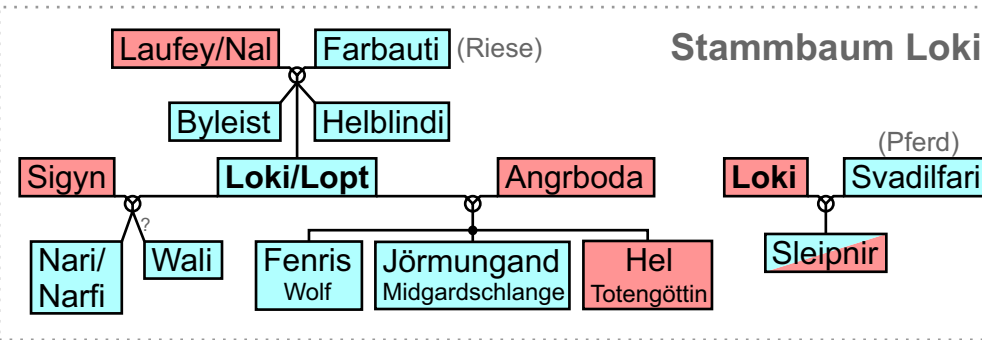 Stammbaum Loki
Laufey/Nal
Farbauti
(Riese)
Byleist
Helblindi
Sigyn
Loki/Lopt
Angrboda
?
Nari/
Narfi
Wali
Fenris
Wolf
Jörmungand
Midgardschlange
Hel
Totengöttin
(Pferd)
Loki
Svadilfari
Sleipnir